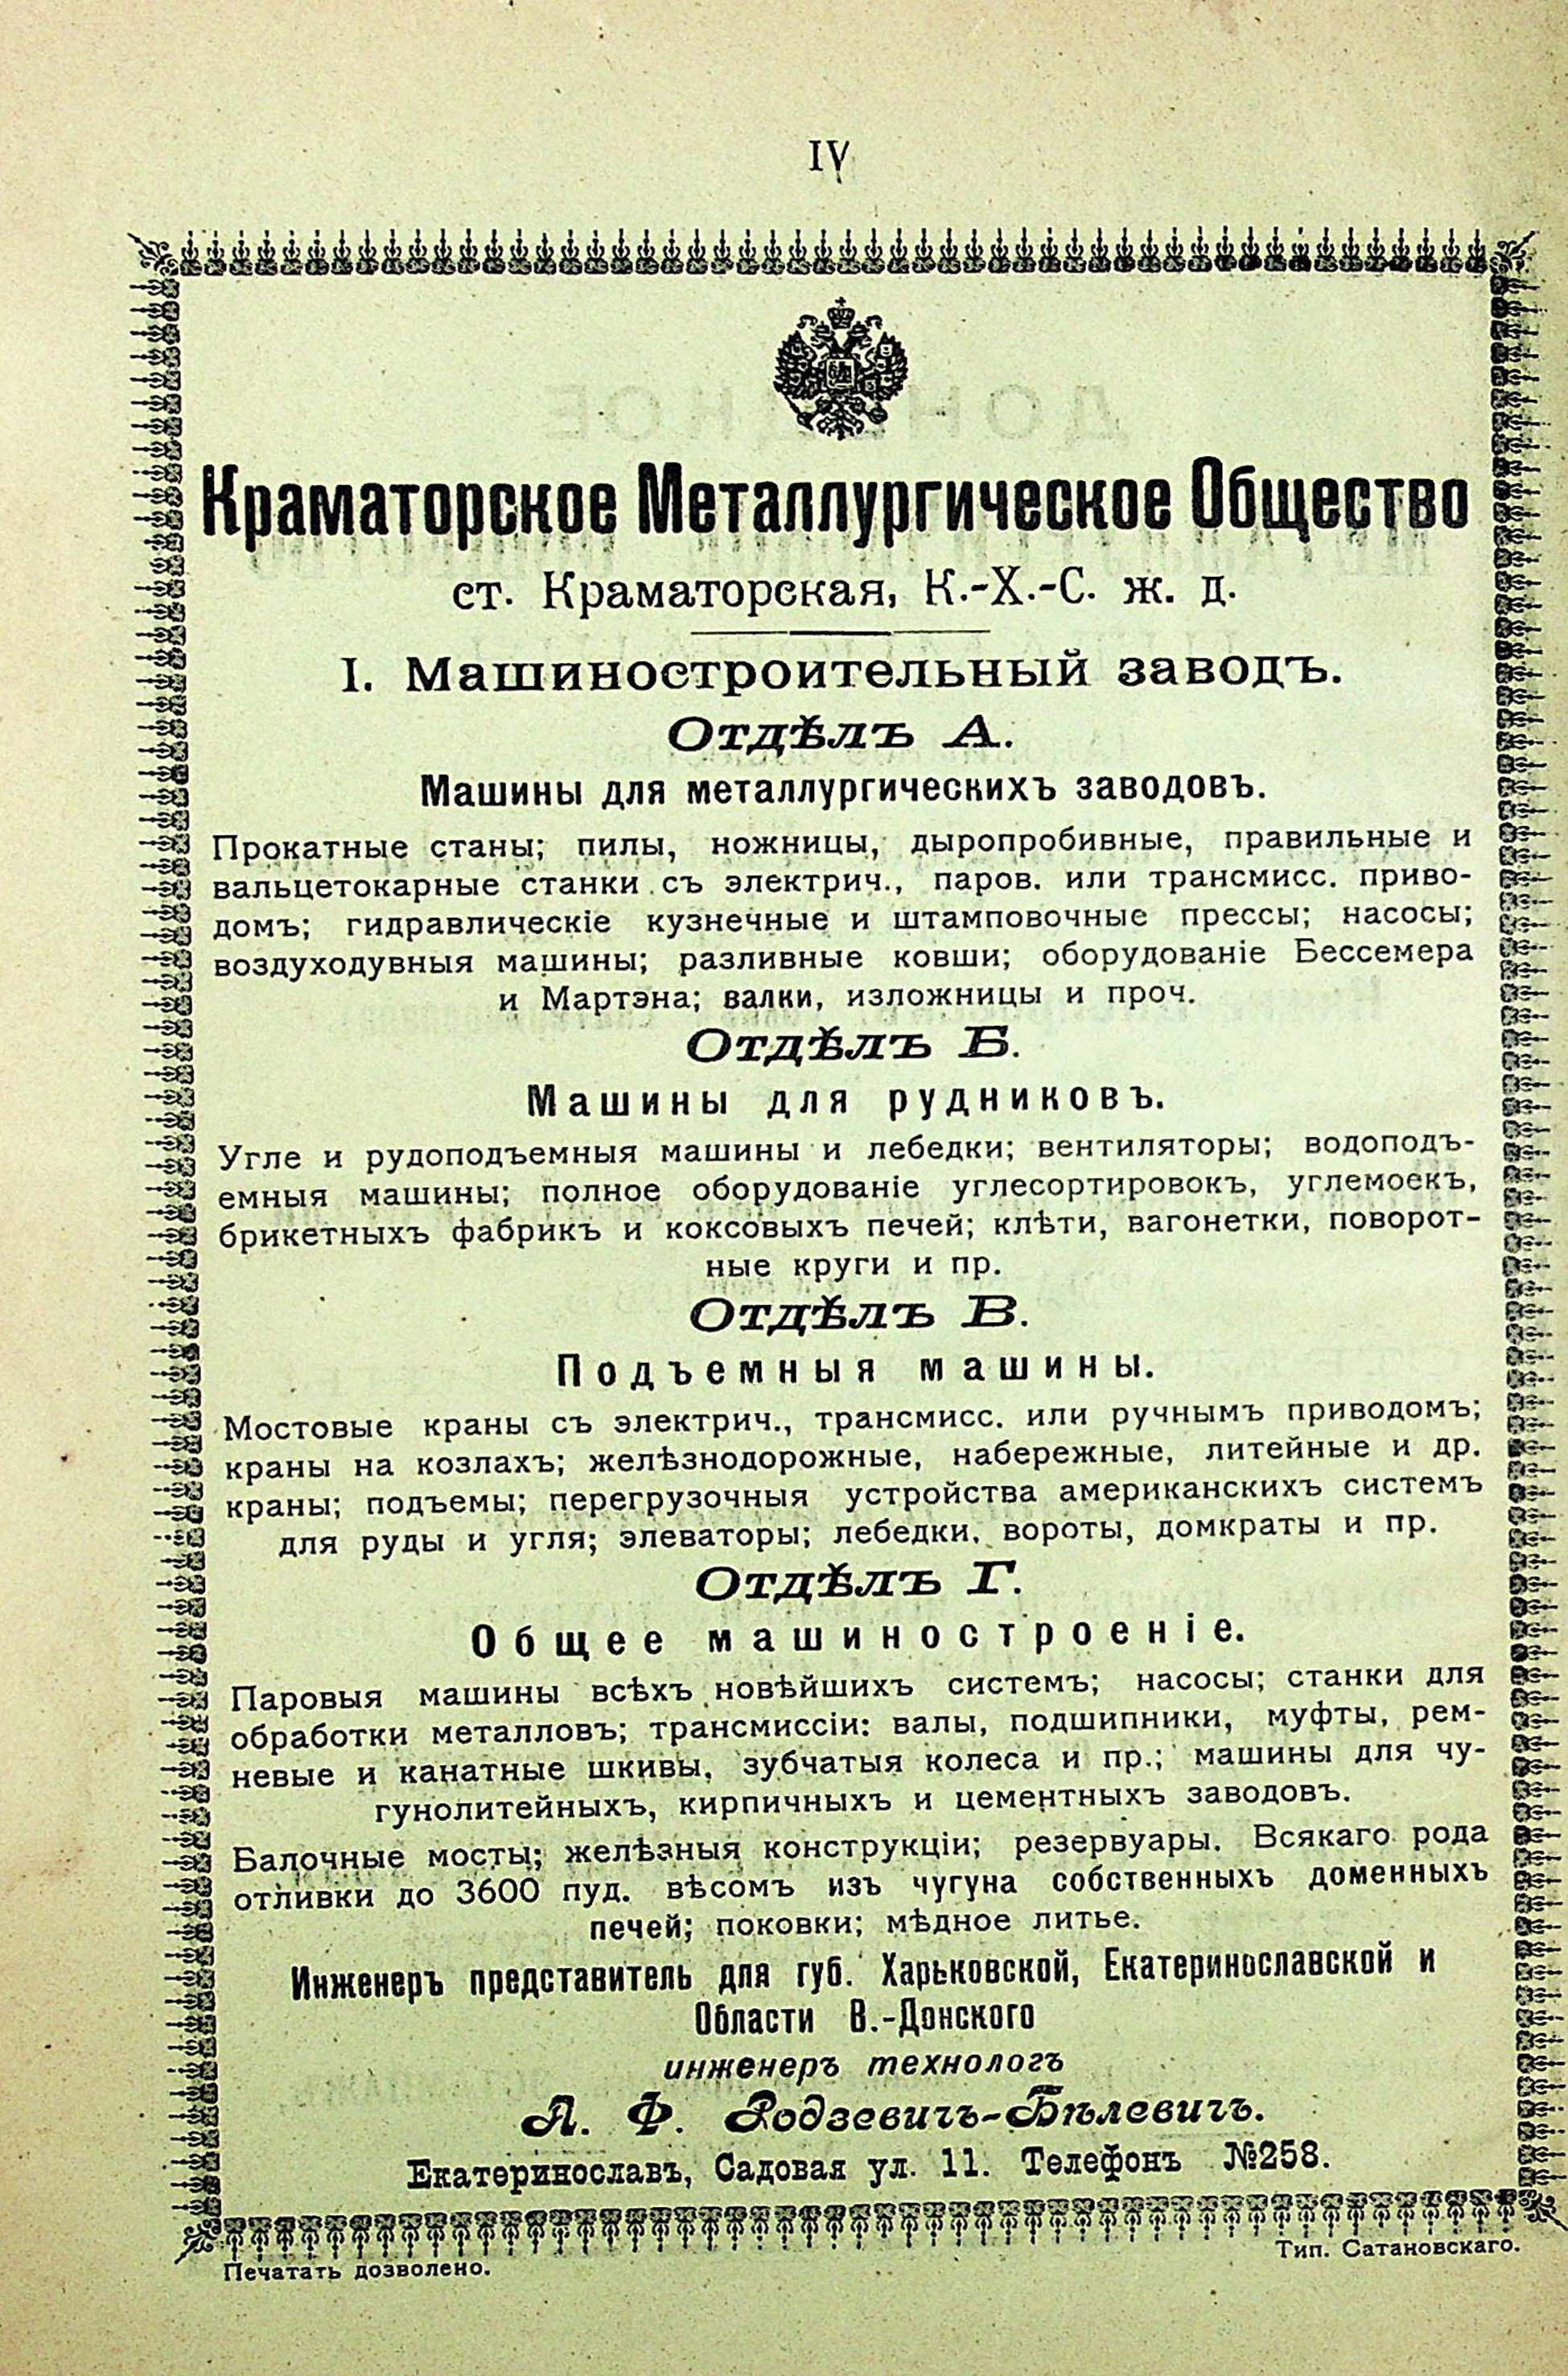 IV
Краматорское Металлургическое Общество
ст. Краматорская, К.-Х.-С. ж. д.
I. Машиностроительный заводъ.
Отдѣлъ А.
Машины для металлургическихъ заводовъ.
Прокатные станы; пилы, ножницы, дыропробивные, правильные и
вальцетокарные станки съ электрич., паров. или трансмисс. приво-
домъ; гидравлическіе кузнечные и штамповочные прессы; насосы;
воздуходувныя машины; разливные ковши; оборудованіе Бессемера
и Мартэна; валки, изложницы и проч.
Отдѣлъ Б.
Машины для рудниковъ.
Угле и рудоподъемныя машины и лебедки; вентиляторы; водоподъ-
емныя машины; полное оборудованіе углесортировокъ, углемоекъ,
брикетныхъ фабрикъ и коксовыхъ печей; клѣти, вагонетки, поворот-
ные круги и пр.
Отдѣлъ В.
Подъемныя машины.
Мостовые краны съ электрич., трансмисс. или ручнымъ приводомъ;
краны на козлахъ; желѣзнодорожные, набережные, литейные и др.
краны; подъемы; перегрузочныя устройства американскихъ системъ
для руды и угля; элеваторы; лебедки, вороты, домкраты и пр.
Отдѣлъ Г.
Общее машиностроеніе.
Паровыя машины всѣхъ новѣйшихъ системъ; насосы; станки для
обработки металловъ; трансмиссіи: валы, подшипники, муфты, рем-
невые и канатные шкивы, зубчатыя колеса и пр.; машины для чу-
гунолитейныхъ, кирпичныхъ и цементныхъ заводовъ.
Балочные мосты; желѣзныя конструкціи; резервуары. Всякаго рода
отливки до 3600 пуд. вѣсомъ изъ чугуна собственныхъ доменныхъ
печей; поковки; мѣдное литье.
Инженеръ представитель для губ. Харьковской, Екатеринославской и
Области В.-Донского
инженеръ технологъ
А. Ф. Родзевичъ-Бѣлевичъ.
Екатеринославъ, Садовая ул. 11. Телефонъ №258.
Печатать дозволено.
Тип. Сатановскаго.